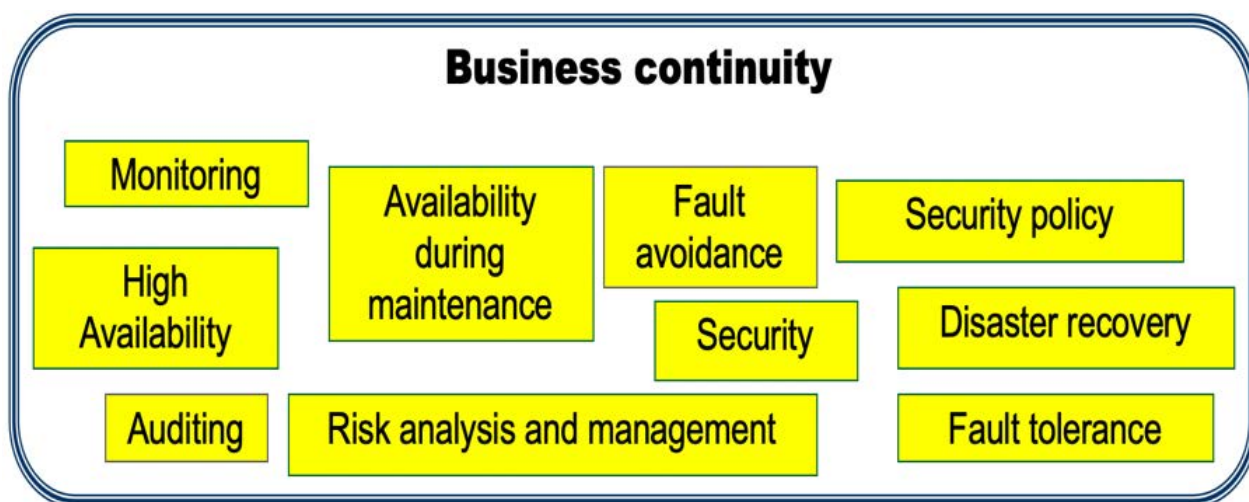 Business continuity
Monitoring
Availability
during
maintenance
Fault
avoidance
Security policy
High
Availability
Security
Disaster recovery
Auditing
Risk analysis and management
Fault tolerance